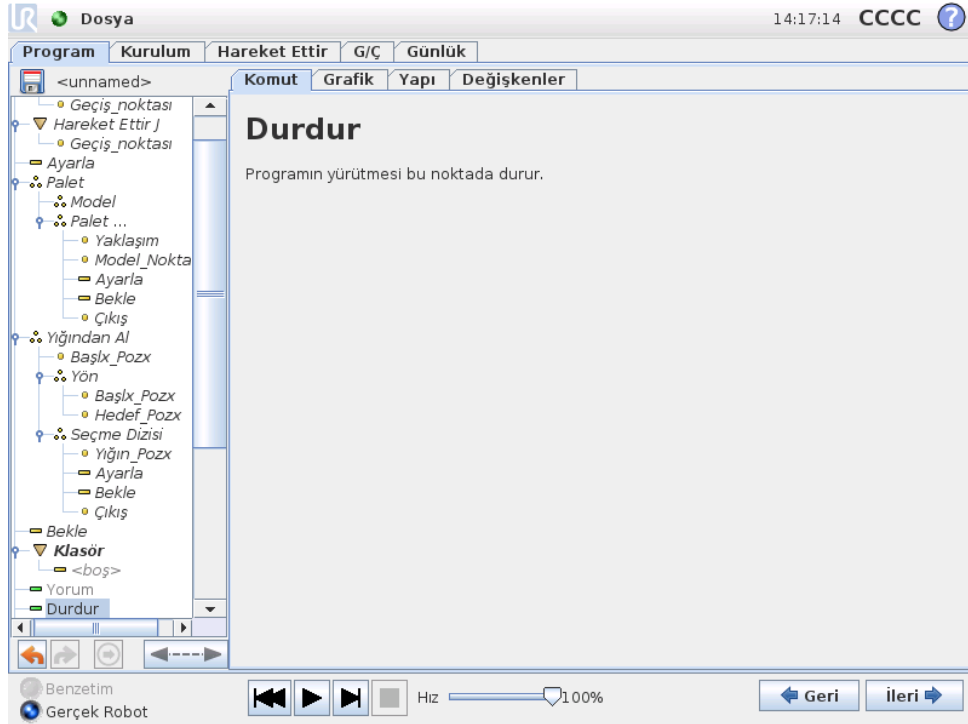 UR Dosya 14:17:14 CCCC ?
Program Kurulum Hareket Ettir G/Ç Günlük
<unnamed>
Komut Grafik Yapı Değişkenler
Geçiş_noktası
Hareket Ettir J
Geçiş_noktası
Ayarla
Palet
Model
Palet ...
Yaklaşım
Model_Nokta
Ayarla
Bekle
Çıkış
Yığından Al
Başlx_Pozx
Yön
Başlx_Pozx
Hedef_Pozx
Seçme Dizisi
Yığın_Pozx
Ayarla
Bekle
Çıkış
Bekle
Klasör
<boş>
Yorum
Durdur
Durdur
Programın yürütmesi bu noktada durur.
Benzetim
Gerçek Robot
Hız 100%
Geri İleri